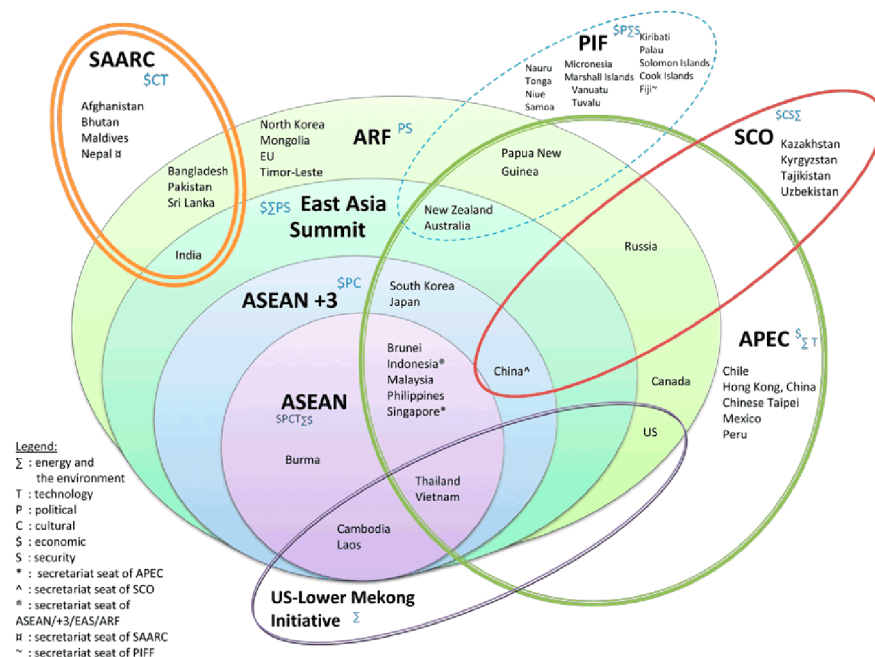 SAARC
$CT
Afghanistan
Bhutan
Maldives
Nepal ¤
Bangladesh
Pakistan
Sri Lanka
India
North Korea
Mongolia
EU
Timor-Leste
ARF PS
PIF $P∑S
Nauru
Tonga
Niue
Samoa
Micronesia
Marshall Islands
Vanuatu
Tuvalu
Kiribati
Palau
Solomon Islands
Cook Islands
Fiji~
Papua New
Guinea
SCO
$CS∑
Kazakhstan
Kyrgyzstan
Tajikistan
Uzbekistan
$∑PS East Asia
Summit
New Zealand
Australia
Russia
ASEAN +3 $PC
South Korea
Japan
China^
ASEAN
$PCT∑S
Brunei
Indonesia®
Malaysia
Philippines
Singapore*
Burma
Thailand
Vietnam
Cambodia
Laos
APEC $∑ T
Chile
Hong Kong, China
Chinese Taipei
Mexico
Peru
Canada
US
US-Lower Mekong
Initiative ∑
Legend:
∑ : energy and
the environment
T : technology
P : political
C : cultural
$ : economic
S : security
* : secretariat seat of APEC
^ : secretariat seat of SCO
® : secretariat seat of
ASEAN/+3/EAS/ARF
¤ : secretariat seat of SAARC
~ : secretariat seat of PIFF